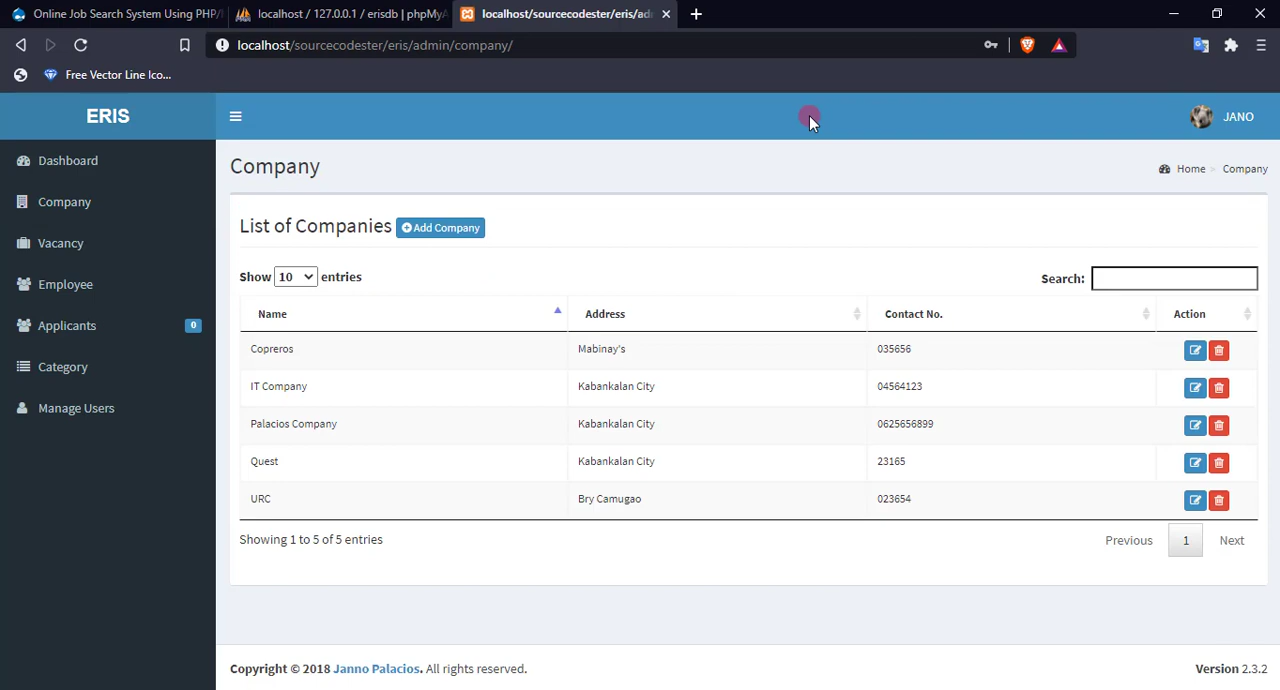 Online Job Search System Using PHP/
localhost / 127.0.0.1 / erisdb | phpMyA
localhost/sourcecodester/eris/adm
localhost/sourcecodester/eris/admin/company/
Free Vector Line Ico...
ERIS
JANO
Dashboard
Company
Vacancy
Employee
Applicants 0
Category
Manage Users
Company
Home > Company
List of Companies Add Company
Show 10 entries
Search:
Name Address Contact No. Action
Copreros Mabinay's 035656
IT Company Kabankalan City 04564123
Palacios Company Kabankalan City 0625656899
Quest Kabankalan City 23165
URC Bry Camugao 023654
Showing 1 to 5 of 5 entries
Previous 1 Next
Copyright © 2018 Janno Palacios. All rights reserved.
Version 2.3.2